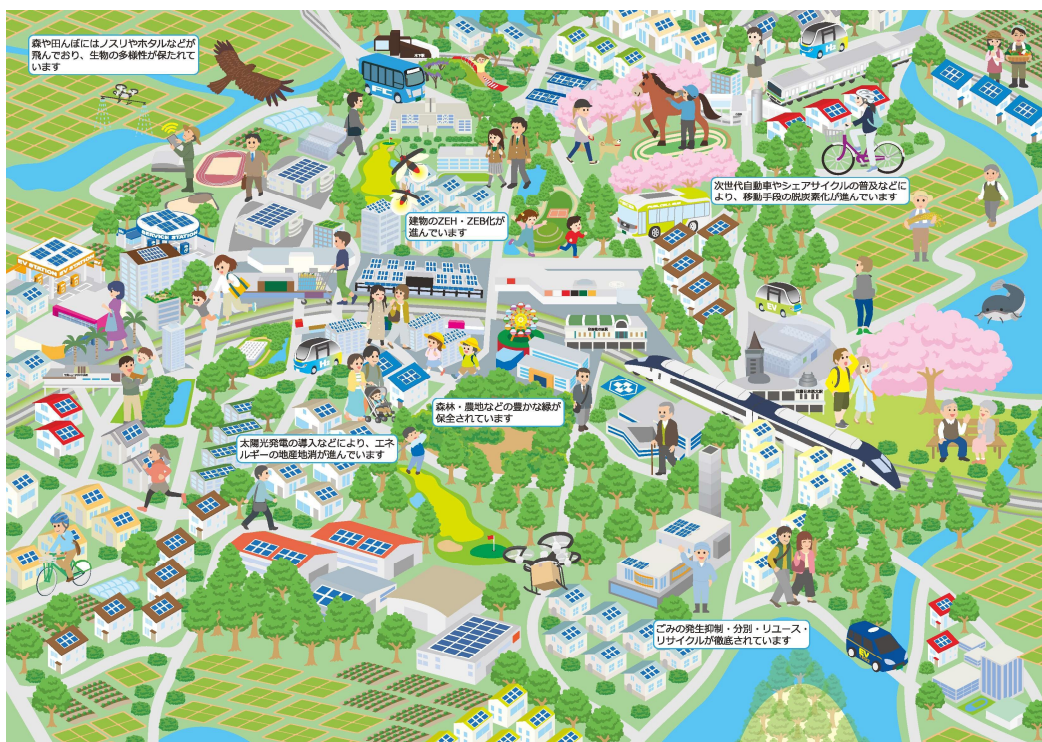 森や田んぼにはノスリやホタルなどが
飛んでおり、生物の多様性が保たれて
います
H2
次世代自動車やシェアサイクルの普及などに
より、移動手段の脱炭素化が進んでいます
建物のZEH・ZEB化が
進んでいます
SERVICE STATION
EV STATION
EV STATION
EV
H2
森林・農地などの豊かな緑が
保全されています
太陽光発電の導入などにより、エネ
ルギーの地産地消が進んでいます
ごみの発生抑制・分別・リユース・
リサイクルが徹底されています
EV